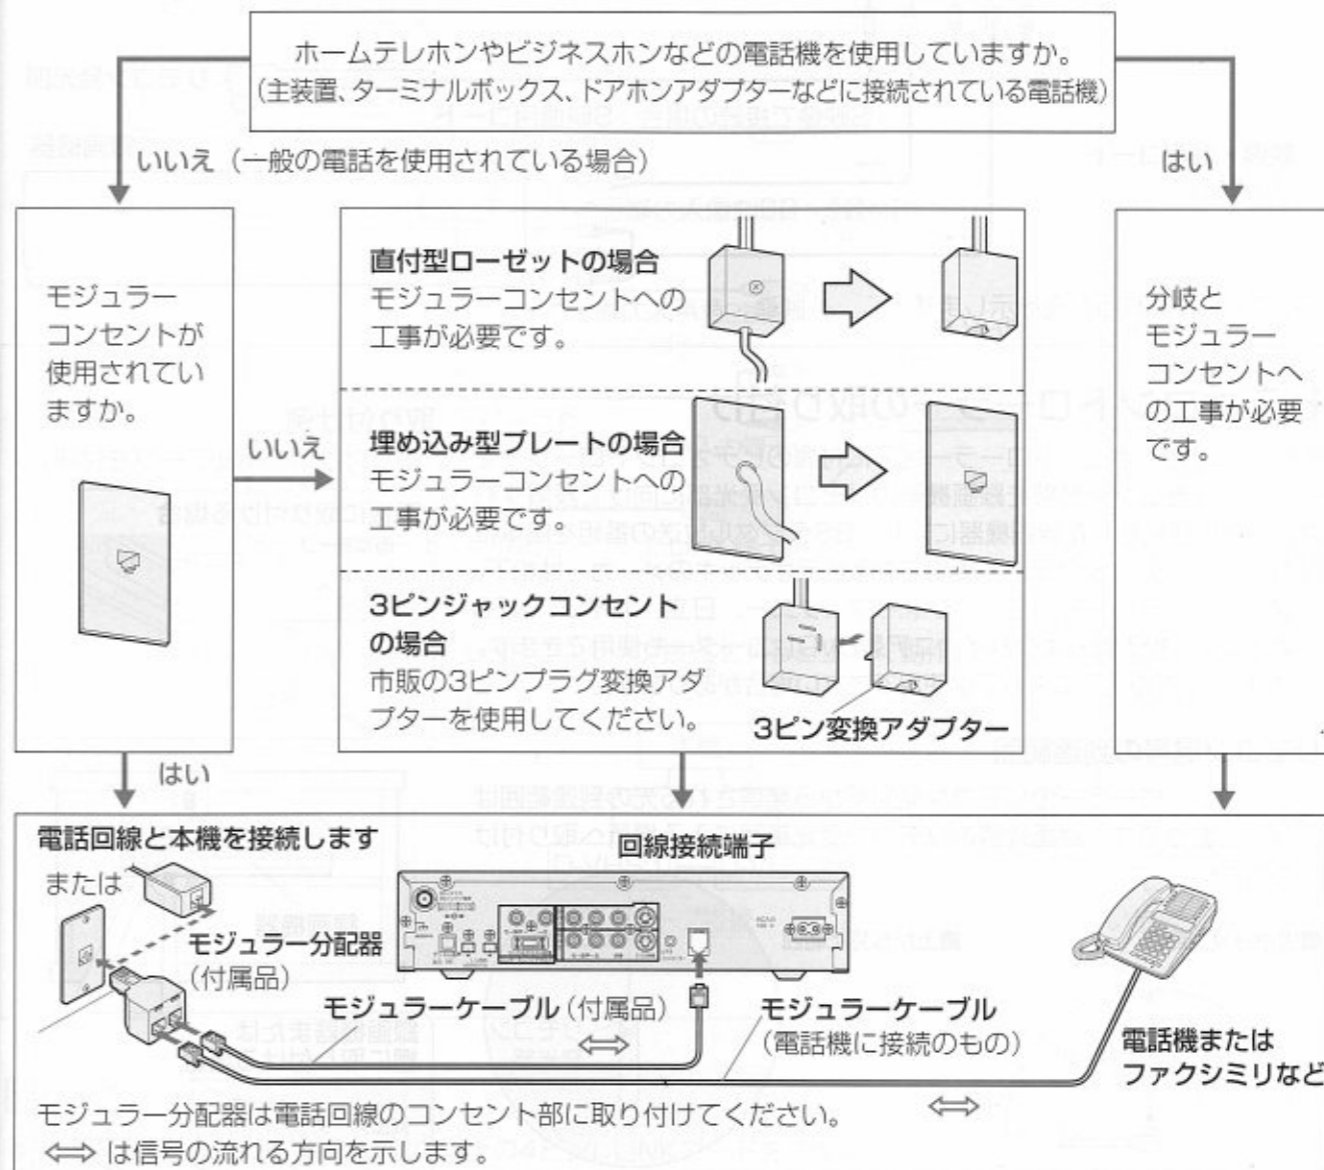 ホームテレホンやビジネスホンなどの電話機を使用していますか。
(主装置、ターミナルボックス、ドアホンアダプターなどに接続されている電話機)
いいえ（一般の電話を使用されている場合）
はい
モジュラー
コンセントが
使用されてい
ますか。
いいえ
直付型ローゼットの場合
モジュラーコンセントへの
工事が必要です。
埋め込み型プレートの場合
モジュラーコンセントへの
工事が必要です。
3ピンジャックコンセント
の場合
市販の3ピンプラグ変換アダ
プターを使用してください。
3ピン変換アダプター
分岐と
モジュラー
コンセントへ
の工事が必要
です。
はい
電話回線と本機を接続します
または
モジュラー分配器
(付属品)
回線接続端子
モジュラーケーブル(付属品)
モジュラーケーブル
(電話機に接続のもの)
電話機または
ファクシミリなど
モジュラー分配器は電話回線のコンセント部に取り付けてください。
⇔ は信号の流れる方向を示します。